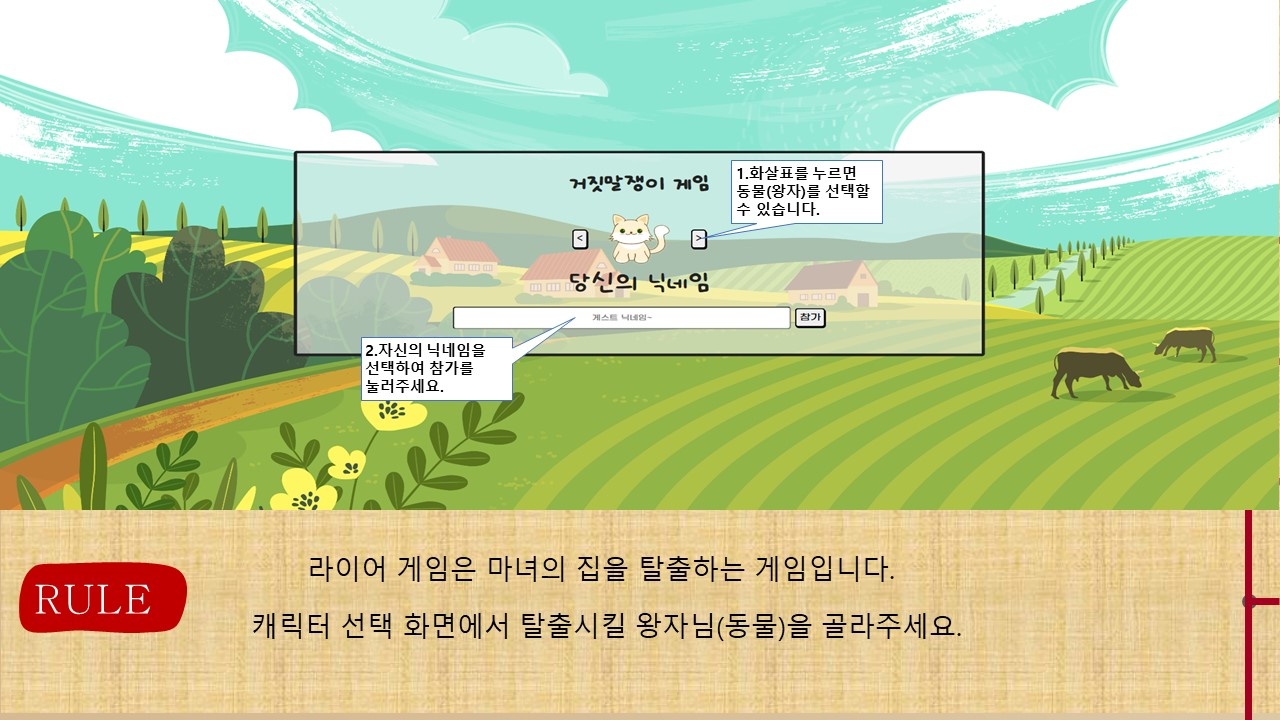 거짓말쟁이 게임
1.화살표를 누르면
동물(왕자)를 선택할
수 있습니다.
<
>
당신의 닉네임
게스트 닉네임~
참가
2.자신의 닉네임을
선택하여 참가를
눌러주세요.
RULE
라이어 게임은 마녀의 집을 탈출하는 게임입니다.
캐릭터 선택 화면에서 탈출시킬 왕자님(동물)을 골라주세요.